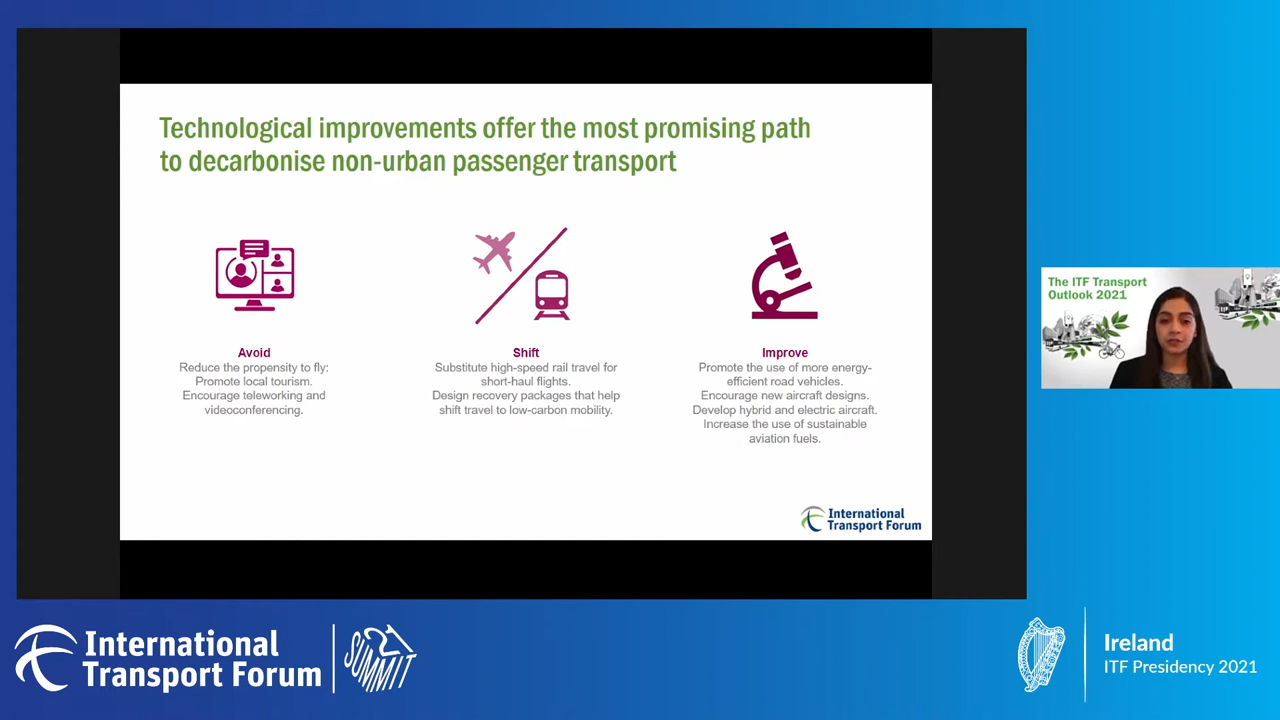 Technological improvements offer the most promising path
to decarbonise non-urban passenger transport
Avoid
Reduce the propensity to fly:
Promote local tourism.
Encourage teleworking and
videoconferencing.
Shift
Substitute high-speed rail travel for
short-haul flights.
Design recovery packages that help
shift travel to low-carbon mobility.
Improve
Promote the use of more energy-
efficient road vehicles.
Encourage new aircraft designs.
Develop hybrid and electric aircraft.
Increase the use of sustainable
aviation fuels.
International
Transport Forum
The ITF Transport
Outlook 2021
International
Transport Forum
21
SUMMIT
Ireland
ITF Presidency 2021